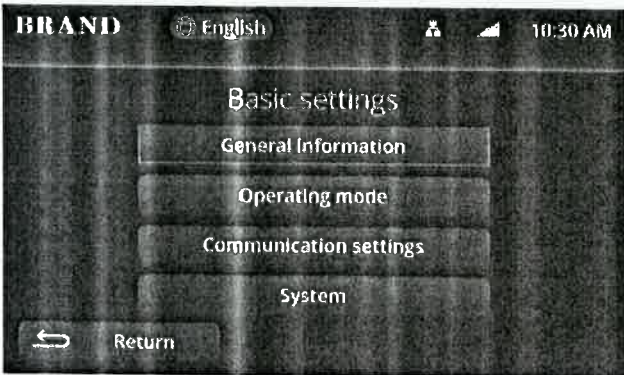 BRAND English 10:30 AM
Basic settings
General Information
Operating mode
Communication settings
System
Return